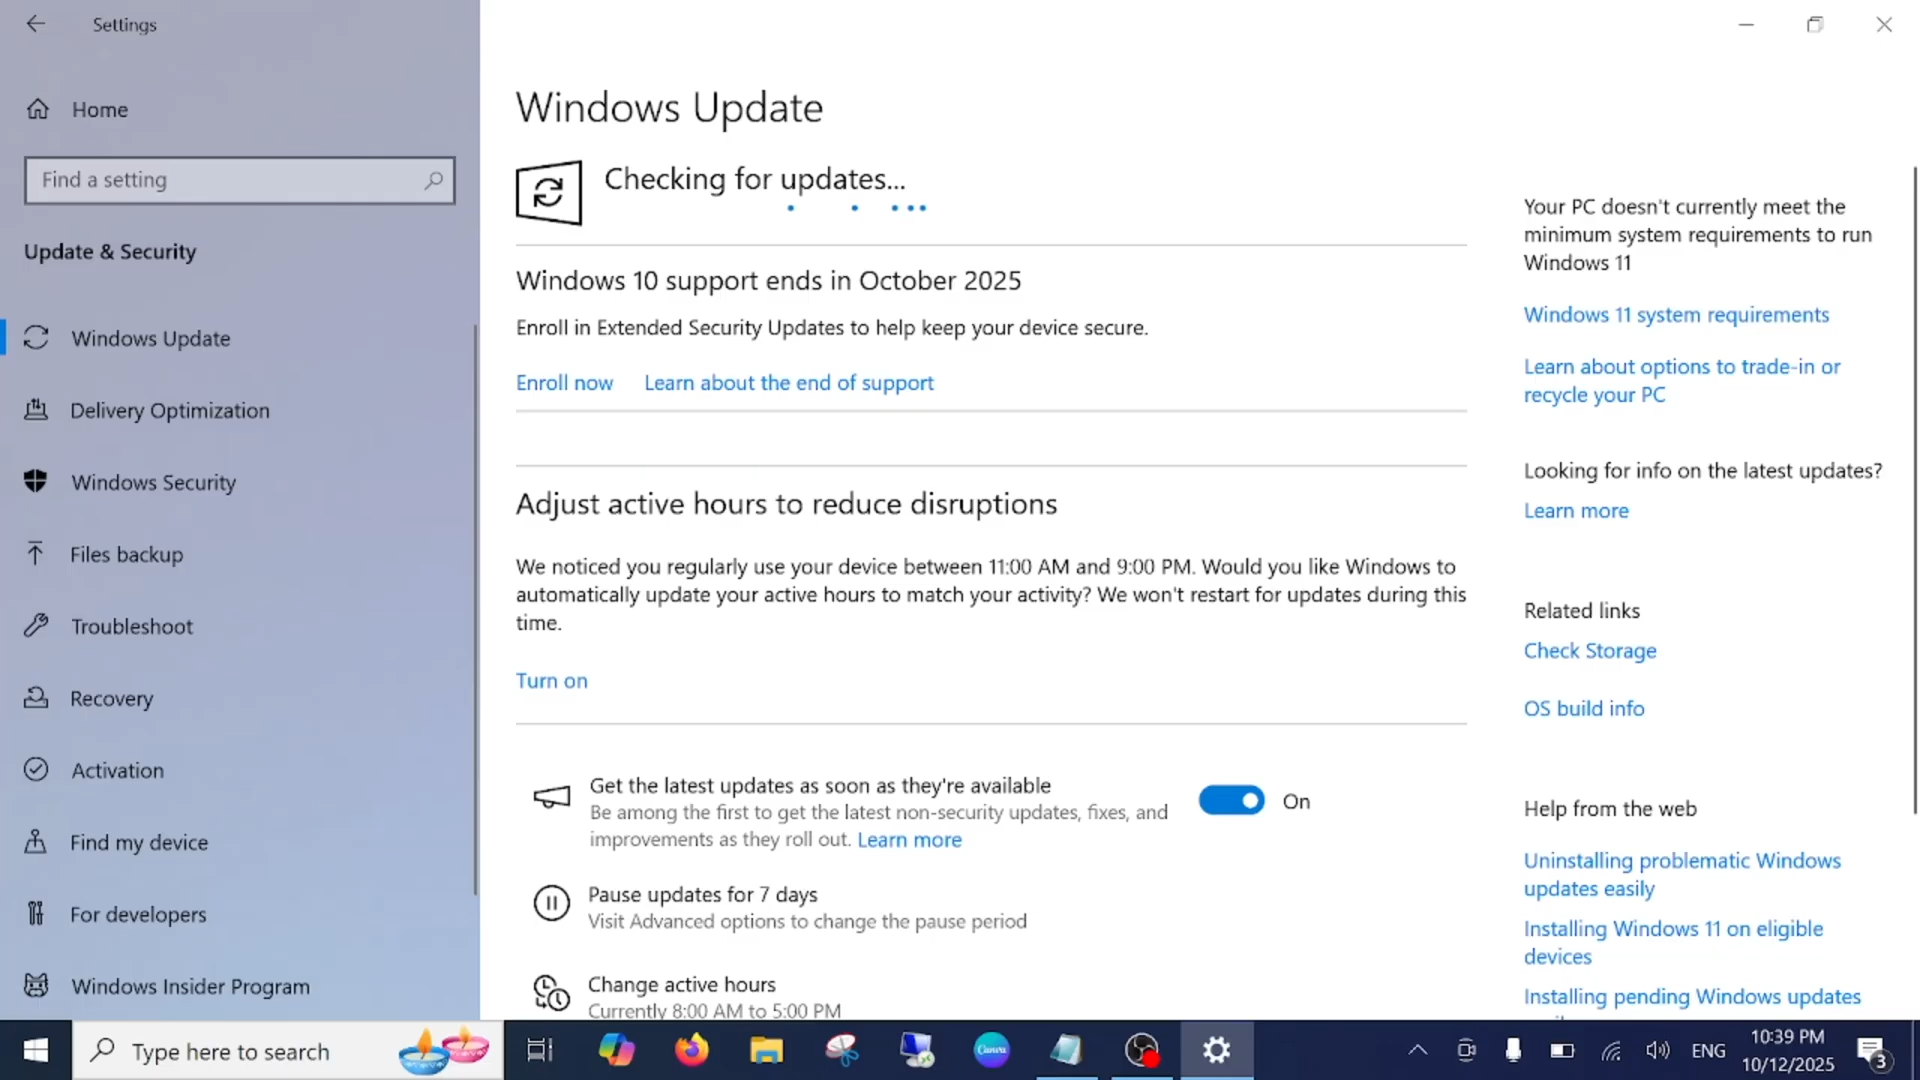 Settings
Home
Find a setting
Update & Security
Windows Update
Delivery Optimization
Windows Security
Files backup
Troubleshoot
Recovery
Activation
Find my device
For developers
Windows Insider Program
Windows Update
Checking for updates...
Windows 10 support ends in October 2025
Enroll in Extended Security Updates to help keep your device secure.
Enroll now Learn about the end of support
Adjust active hours to reduce disruptions
We noticed you regularly use your device between 11:00 AM and 9:00 PM. Would you like Windows to
automatically update your active hours to match your activity? We won't restart for updates during this
time.
Turn on
Get the latest updates as soon as they're available
Be among the first to get the latest non-security updates, fixes, and
improvements as they roll out. Learn more
On
Pause updates for 7 days
Visit Advanced options to change the pause period
Change active hours
Currently 8:00 AM to 5:00 PM
Your PC doesn't currently meet the
minimum system requirements to run
Windows 11
Windows 11 system requirements
Learn about options to trade-in or
recycle your PC
Looking for info on the latest updates?
Learn more
Related links
Check Storage
OS build info
Help from the web
Uninstalling problematic Windows
updates easily
Installing Windows 11 on eligible
devices
Installing pending Windows updates
Type here to search
Canva
ENG
10:39 PM
10/12/2025
3